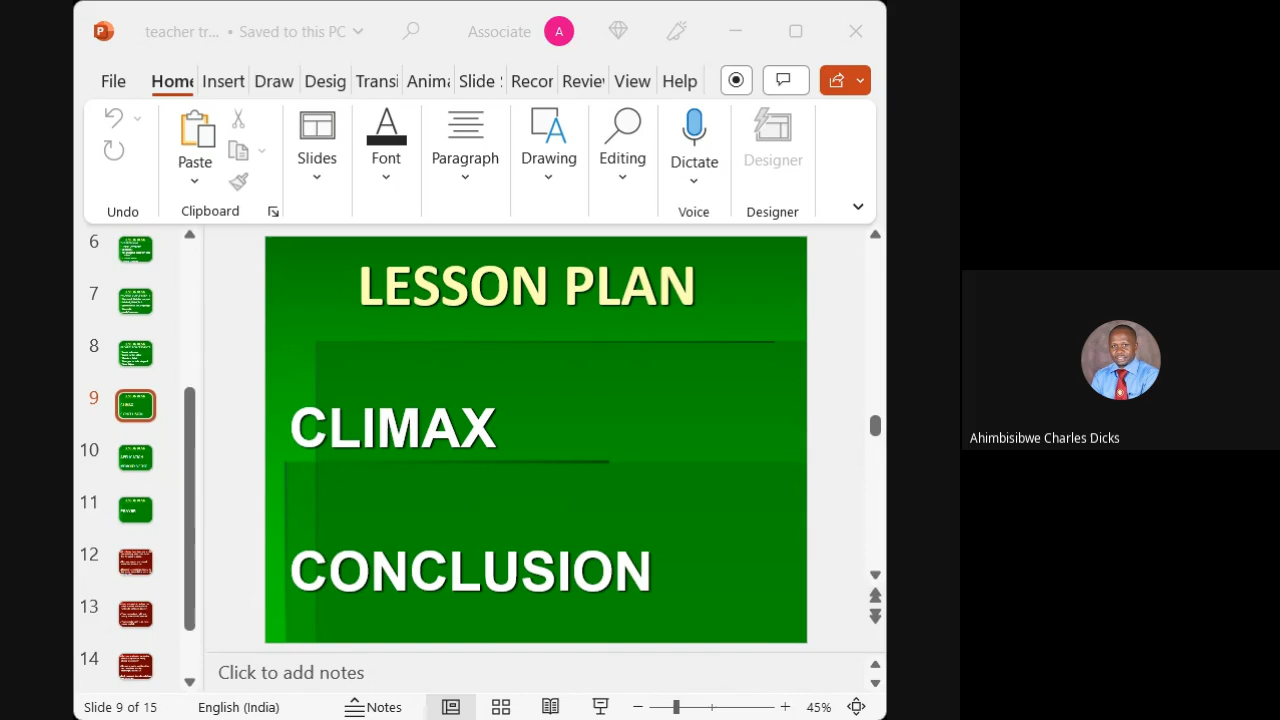 teacher tr... • Saved to this PC
Associate A
File Home Insert Draw Desig Transi Anima Slide Recor Review View Help
Paste
Slides
Font
Paragraph
Drawing
Editing
Dictate
Designer
Undo
Clipboard
Voice
Designer
6
7
8
9
10
11
12
13
14
LESSON PLAN
CLIMAX
CONCLUSION
Click to add notes
Slide 9 of 15 English (India) Notes 45%
Ahimbisibwe Charles Dicks